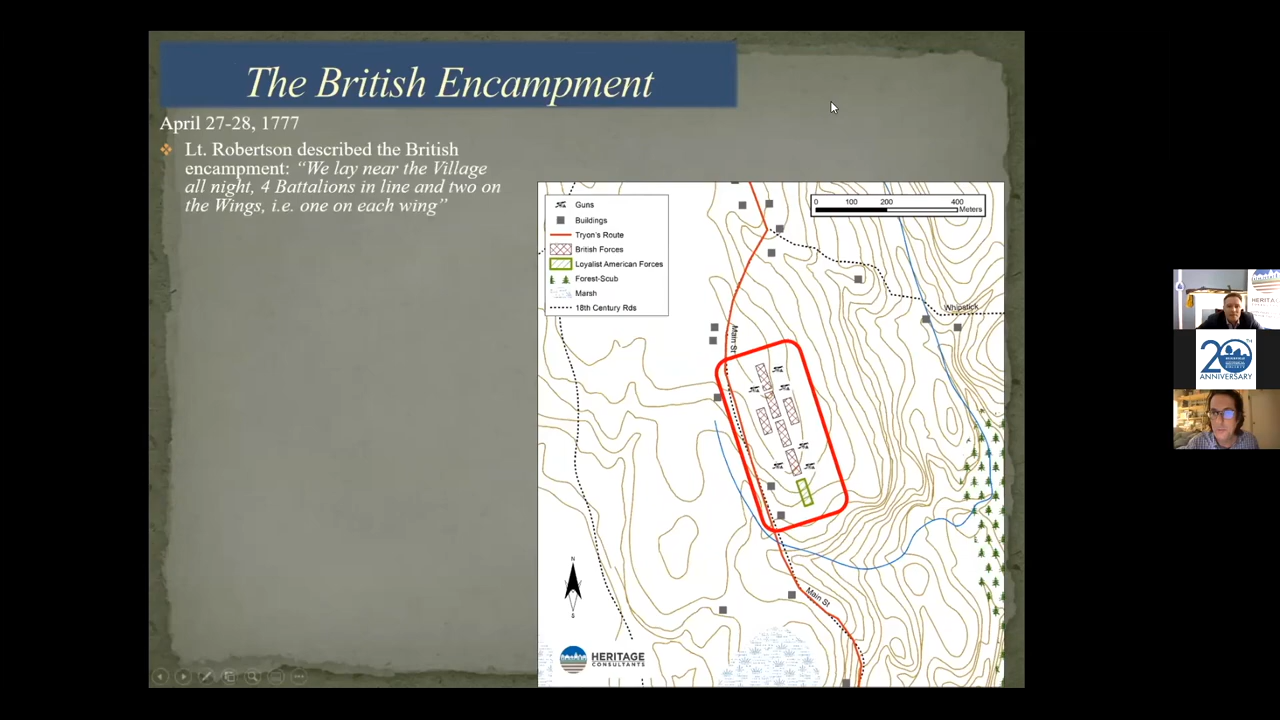 The British Encampment
April 27-28, 1777
Lt. Robertson described the British
encampment: “We lay near the Village
all night, 4 Battalions in line and two on
the Wings, i.e. one on each wing”
Guns
Buildings
Tryon's Route
British Forces
Loyalist American Forces
Forest-Scub
Marsh
18th Century Rds
0 100 200 400
Meters
Whipstick
Main St
Main St
N
S
HERITAGE
CONSULTANTS
20TH
ANNIVERSARY